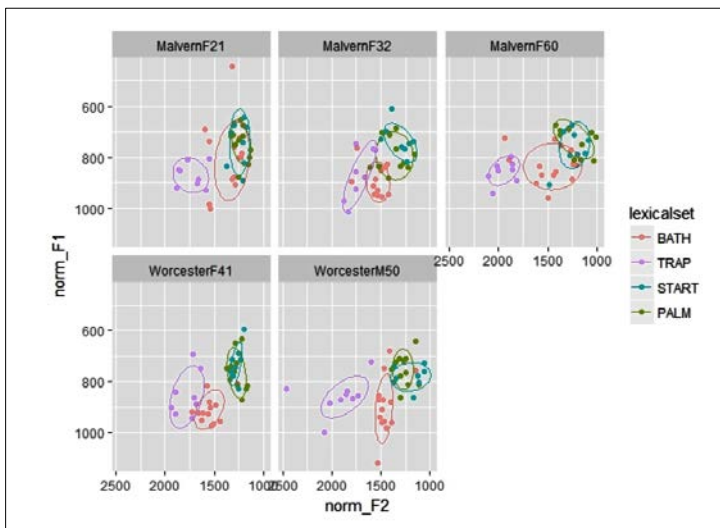 MalvernF21 MalvernF32 MalvernF60
600
800
1000
2500 2000 1500 1000
norm_F1
WorcesterF41 WorcesterM50
600
800
1000
2500 2000 1500 1000 2500 2000 1500 1000
norm_F2
lexicalset
BATH
TRAP
START
PALM